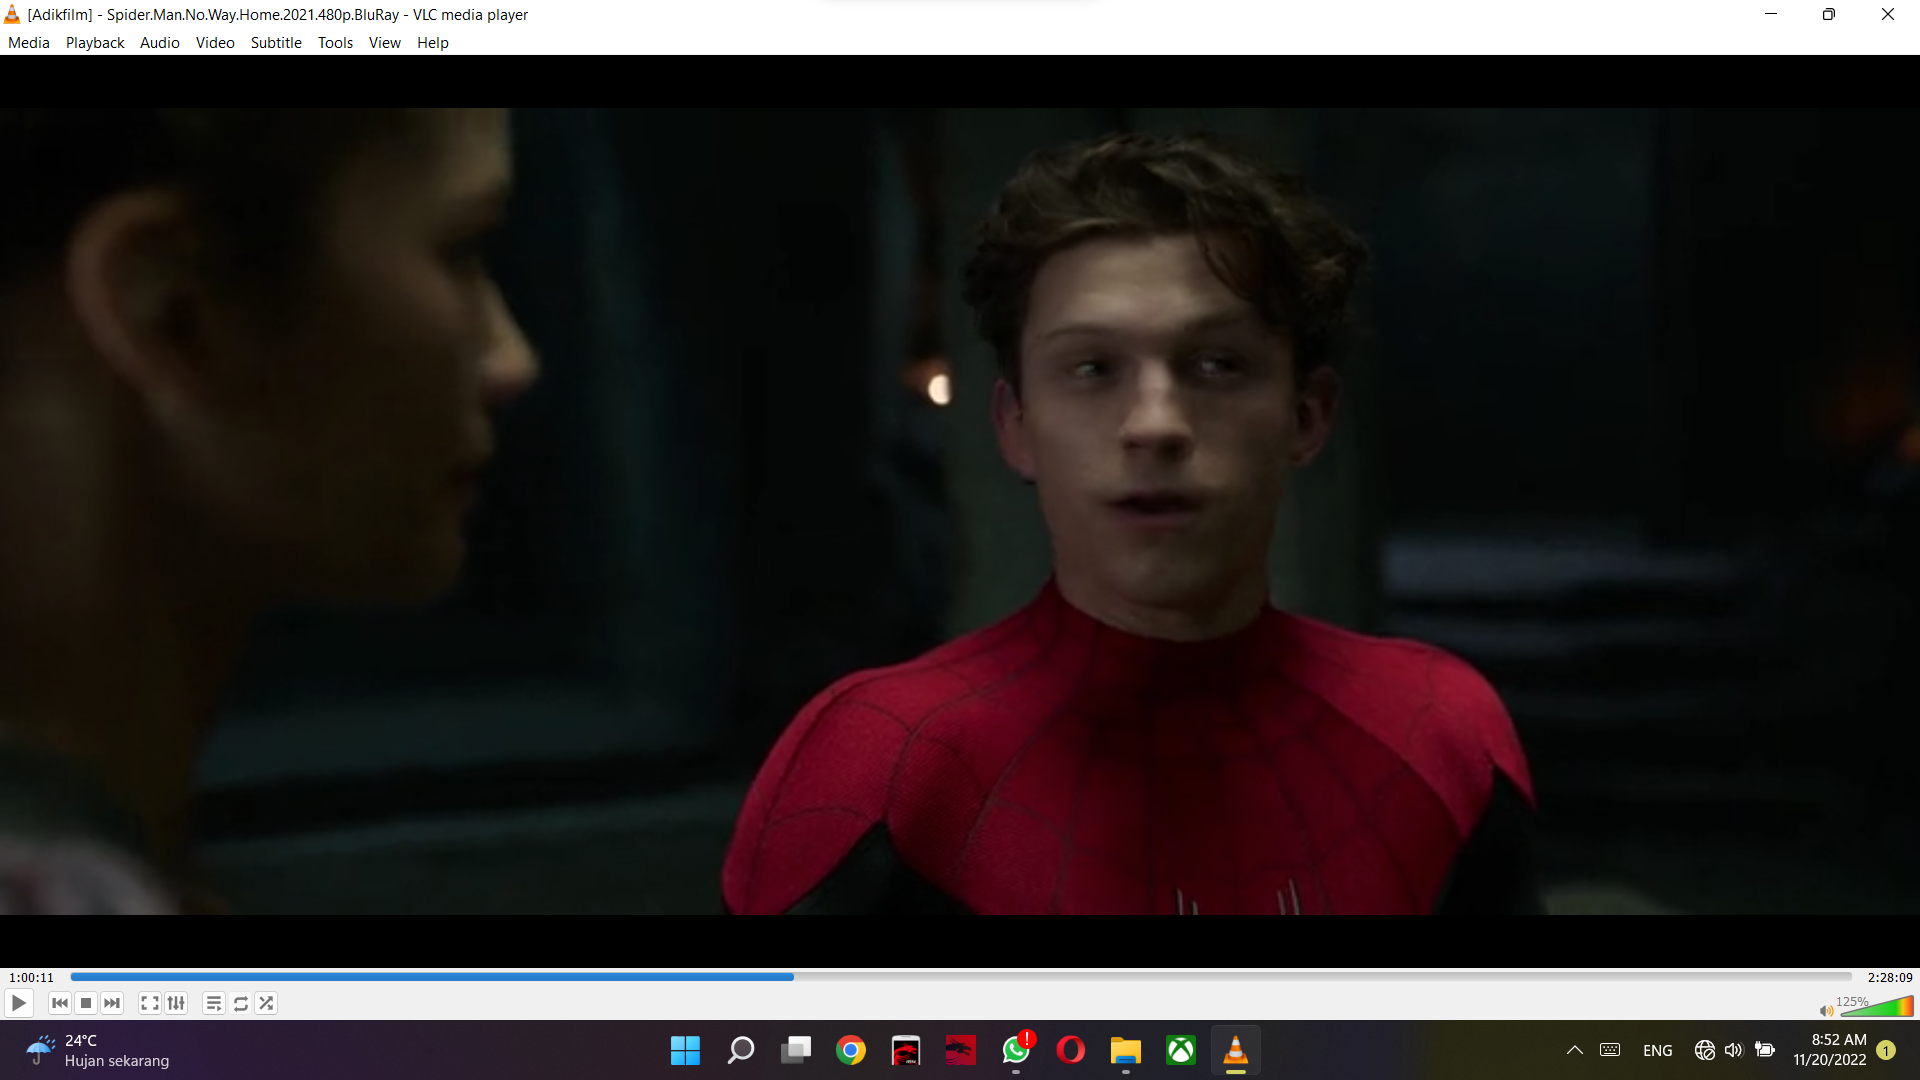 [Adikfilm] - Spider.Man.No.Way.Home.2021.480p.BluRay - VLC media player
Media Playback Audio Video Subtitle Tools View Help
1:00:11 2:28:09
125%
24°C
Hujan sekarang
ENG
8:52 AM
11/20/2022
1